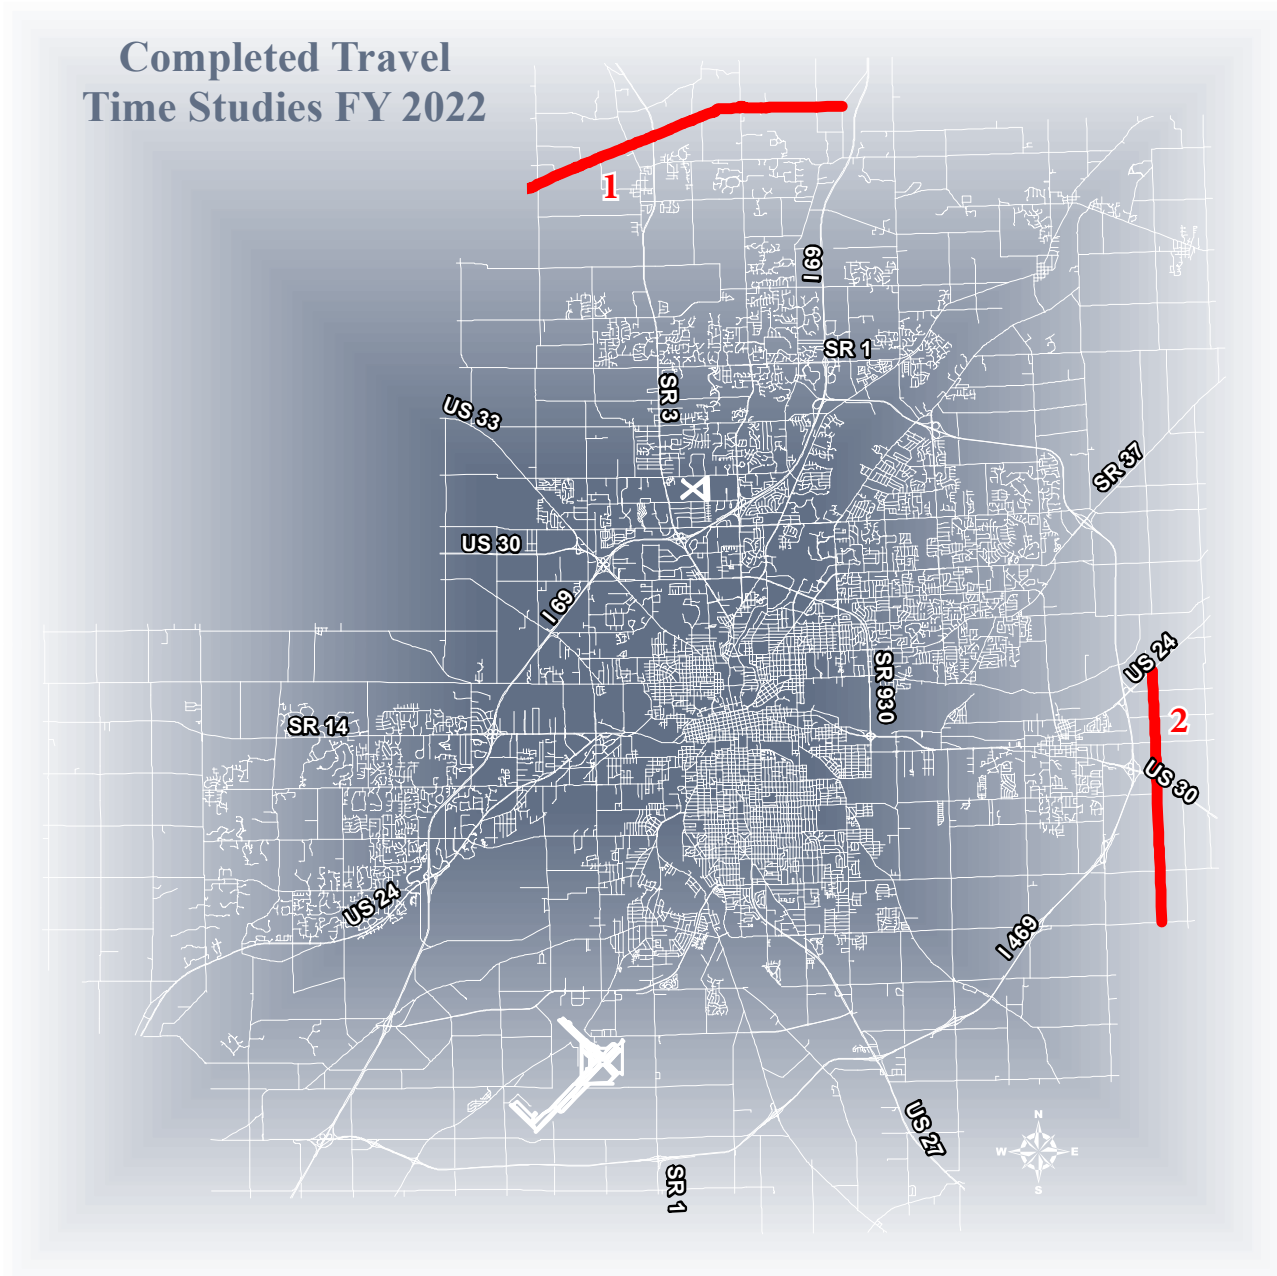 Completed Travel
Time Studies FY 2022
1
I 69
SR 1
SR 3
US 33
SR 37
US 30
I 69
US 24
SR 930
2
SR 14
US 30
US 24
I 469
US 27
N
W
E
S
SR 1